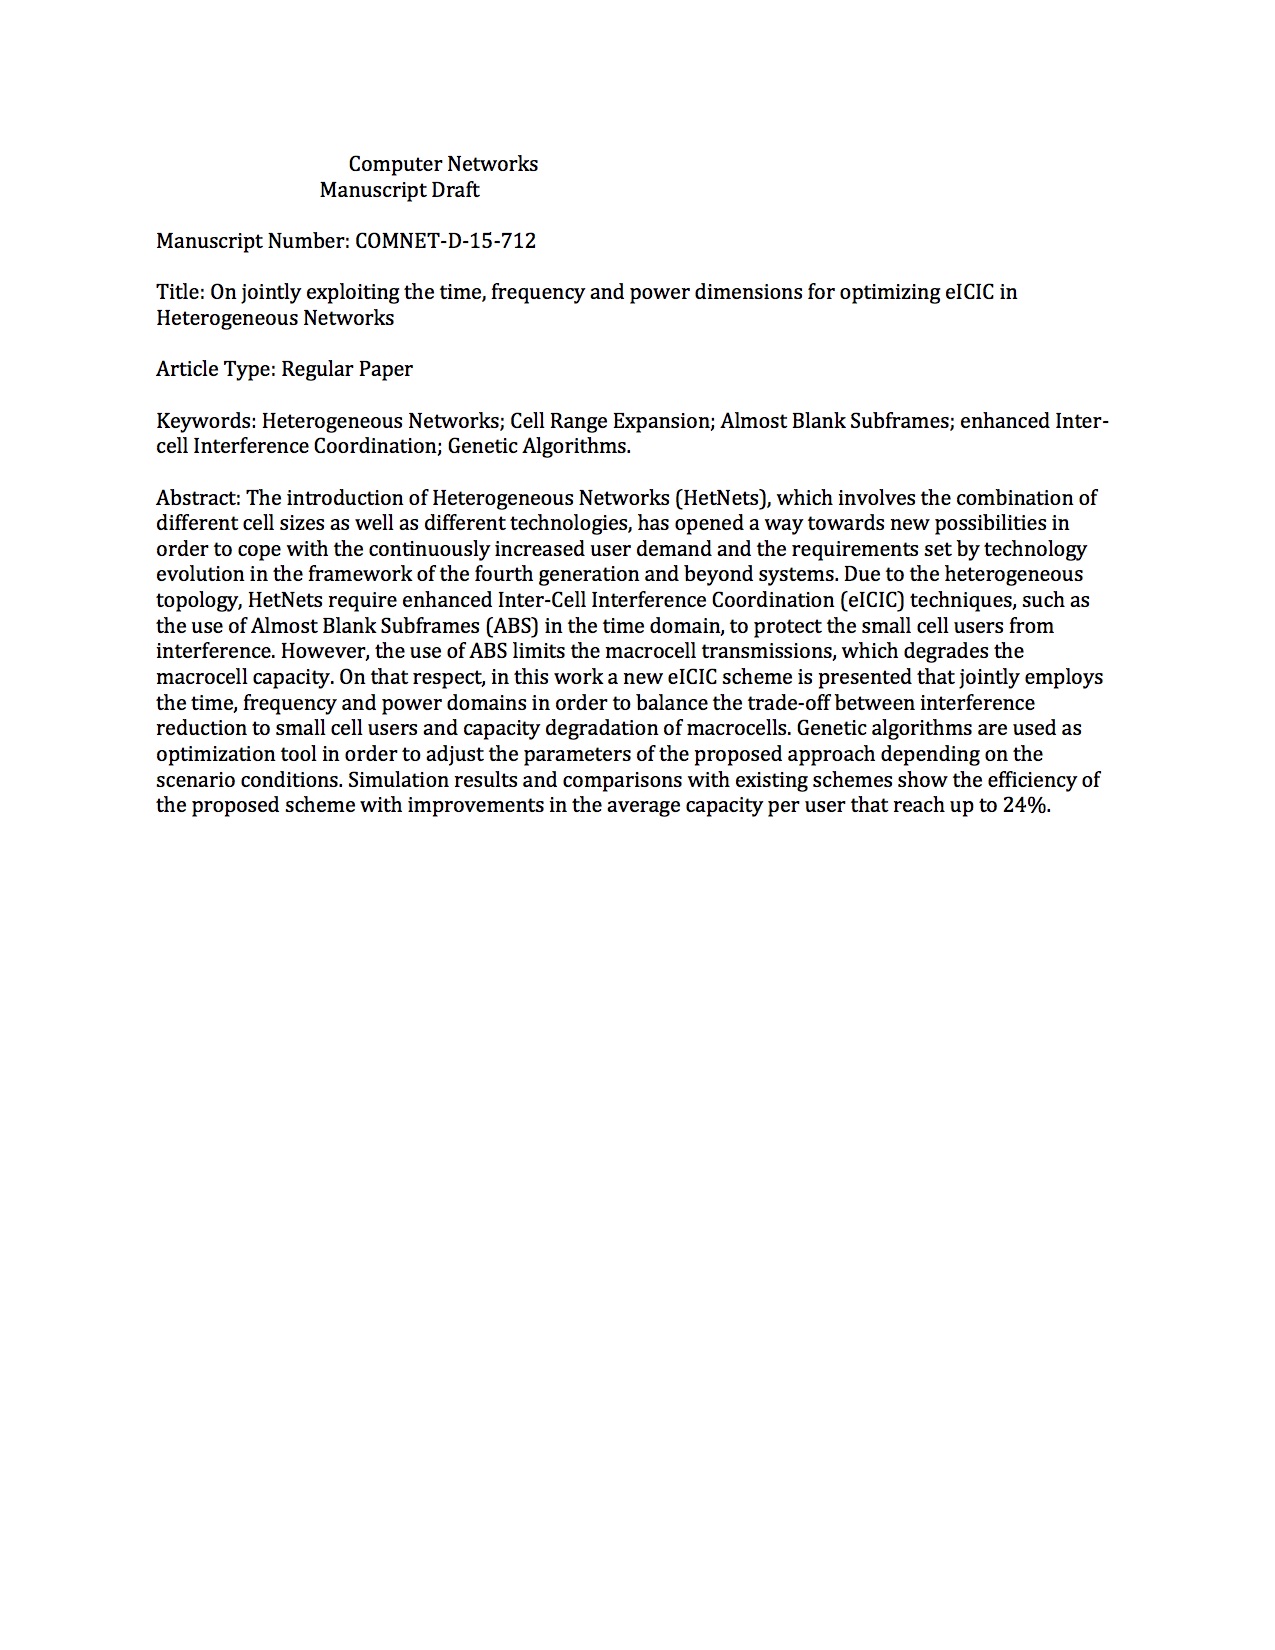 Computer Networks
Manuscript Draft
Manuscript Number: COMNET-D-15-712
Title: On jointly exploiting the time, frequency and power dimensions for optimizing eICIC in
Heterogeneous Networks
Article Type: Regular Paper
Keywords: Heterogeneous Networks; Cell Range Expansion; Almost Blank Subframes; enhanced Inter-
cell Interference Coordination; Genetic Algorithms.
Abstract: The introduction of Heterogeneous Networks (HetNets), which involves the combination of
different cell sizes as well as different technologies, has opened a way towards new possibilities in
order to cope with the continuously increased user demand and the requirements set by technology
evolution in the framework of the fourth generation and beyond systems. Due to the heterogeneous
topology, HetNets require enhanced Inter-Cell Interference Coordination (eICIC) techniques, such as
the use of Almost Blank Subframes (ABS) in the time domain, to protect the small cell users from
interference. However, the use of ABS limits the macrocell transmissions, which degrades the
macrocell capacity. On that respect, in this work a new eICIC scheme is presented that jointly employs
the time, frequency and power domains in order to balance the trade-off between interference
reduction to small cell users and capacity degradation of macrocells. Genetic algorithms are used as
optimization tool in order to adjust the parameters of the proposed approach depending on the
scenario conditions. Simulation results and comparisons with existing schemes show the efficiency of
the proposed scheme with improvements in the average capacity per user that reach up to 24%.